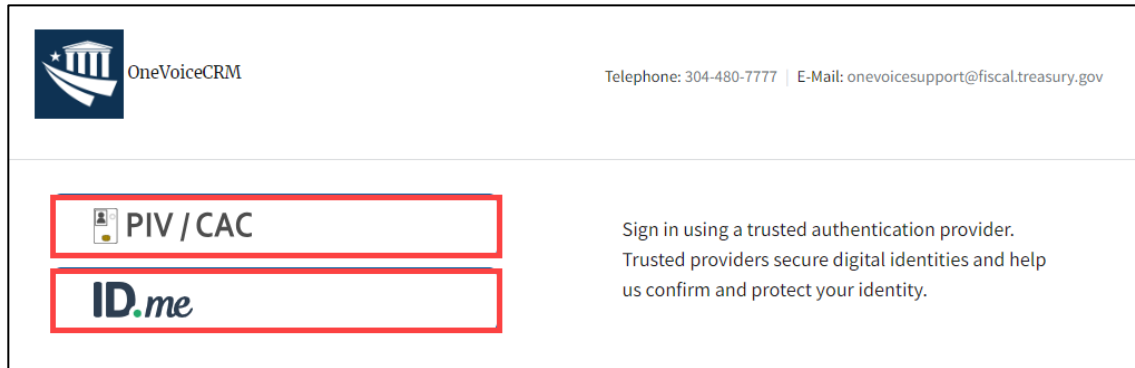 OneVoiceCRM
Telephone: 304-480-7777 | E-Mail: onevoicesupport@fiscal.treasury.gov
PIV / CAC
ID.me
Sign in using a trusted authentication provider.
Trusted providers secure digital identities and help
us confirm and protect your identity.